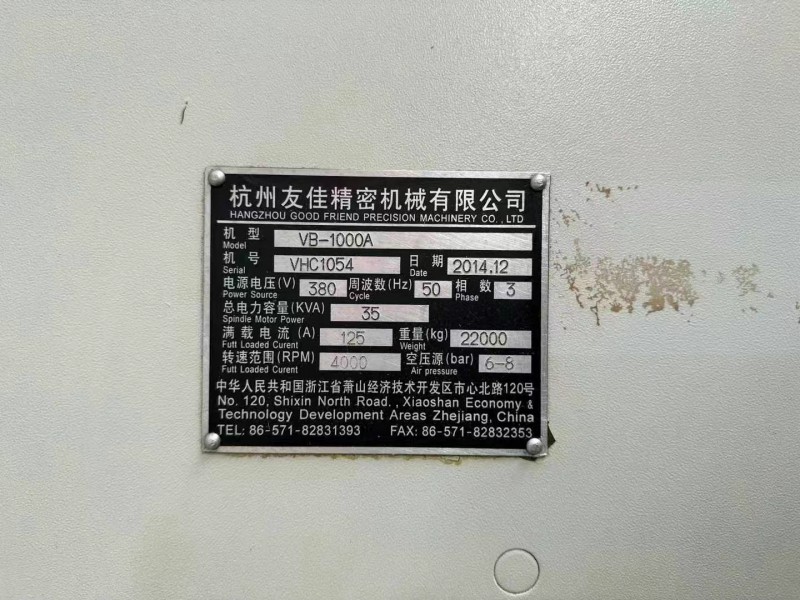 杭州友佳精密机械有限公司
HANGZHOU GOOD FRIEND PRECISION MACHINERY CO., LTD
机 型 Model VB-1000A
机 号 Serial VHC1054 日 期 Date 2014.12
电源电压(V) Power Source 380 周波数(Hz) Cycle 50 相 数 Phase 3
总电力容量(KVA) Spindle Motor Power 35
满 载 电 流 (A) Futt Loaded Curent 125 重量(kg) Weight 22000
转速范围(RPM) Futt Loaded Curent 4000 空压源(bar) Air pressure 6-8
中华人民共和国浙江省萧山经济技术开发区市心北路120号
No. 120, Shixin North Road. , Xiaoshan Economy &
Technology Development Areas Zhejiang, China
TEL: 86-571-82831393 FAX: 86-571-82832353